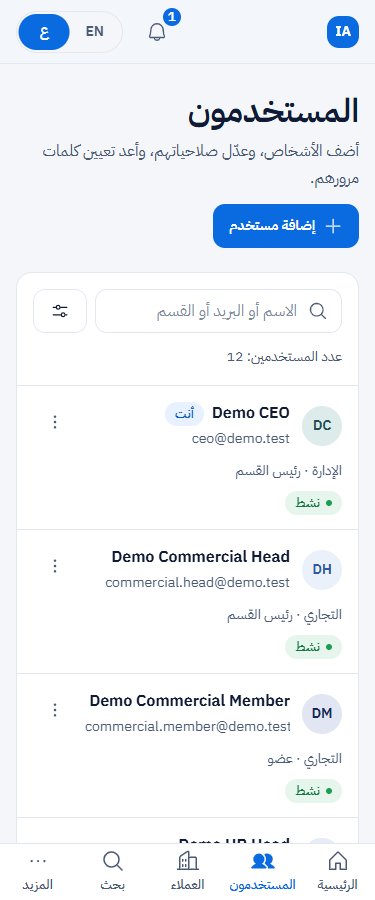 IA
1
EN
ع
المستخدمون
أضف الأشخاص، وعدّل صلاحياتهم، وأعد تعيين كلمات
مرورهم.
إضافة مستخدم
الاسم أو البريد أو القسم
عدد المستخدمين: 12
DC
Demo CEO
أنت
ceo@demo.test
الإدارة · رئيس القسم
نشط
DH
Demo Commercial Head
commercial.head@demo.test
التجاري · رئيس القسم
نشط
DM
Demo Commercial Member
commercial.member@demo.test
التجاري · عضو
نشط
Demo HR Head
الرئيسية
المستخدمون
العملاء
بحث
المزيد